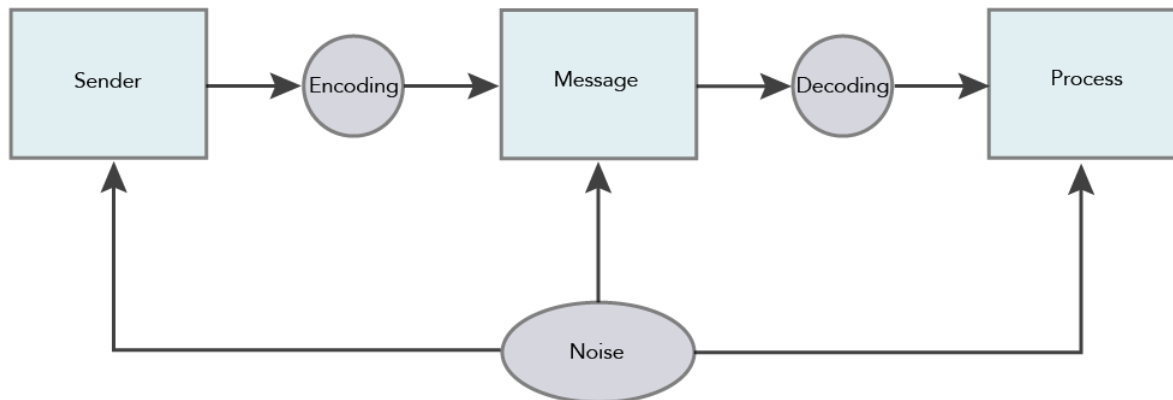 Sender
Encoding
Message
Decoding
Process
Noise